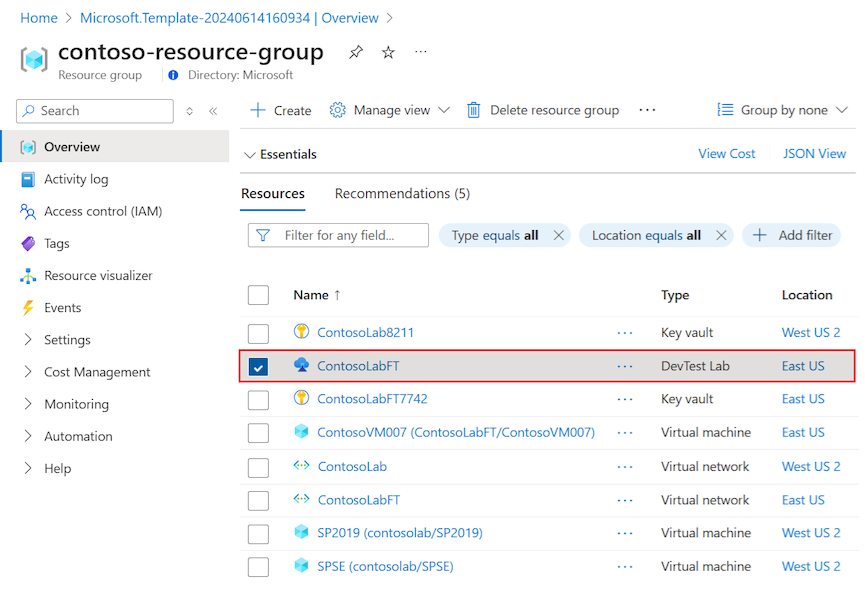 Home > Microsoft.Template-20240614160934 | Overview >
contoso-resource-group ...
Resource group Directory: Microsoft
Search
Overview
Activity log
Access control (IAM)
Tags
Resource visualizer
Events
Settings
Cost Management
Monitoring
Automation
Help
Create Manage view Delete resource group ... Group by none
Essentials View Cost JSON View
Resources Recommendations (5)
Filter for any field... Type equals all Location equals all Add filter
Name ↑ Type Location
ContosoLab8211 ... Key vault West US 2
ContosoLabFT ... DevTest Lab East US
ContosoLabFT7742 ... Key vault East US
ContosoVM007 (ContosoLabFT/ContosoVM007) ... Virtual machine East US
ContosoLab ... Virtual network West US 2
ContosoLabFT ... Virtual network East US
SP2019 (contosolab/SP2019) ... Virtual machine West US 2
SPSE (contosolab/SPSE) ... Virtual machine West US 2